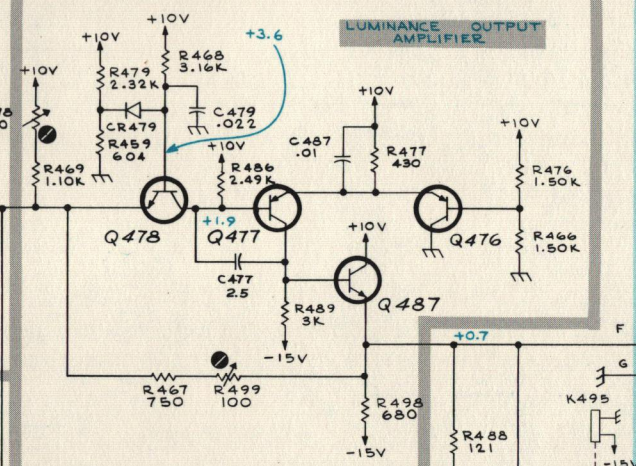 +10V
+3.6
LUMINANCE OUTPUT
AMPLIFIER
+10V
R468
3.16K
+10V
R479
2.32K
C479
.022
CR479
R459
604
+10V
+10V
C487
.01
R477
430
+10V
R469
1.10K
R486
2.49K
R476
1.50K
+1.9
Q478
Q477
Q476
R466
1.50K
+10V
C477
2.5
R489
3K
Q487
-15V
+0.7
F
G
R467
750
R499
100
R498
680
K495
R488
121
-15V
-15V